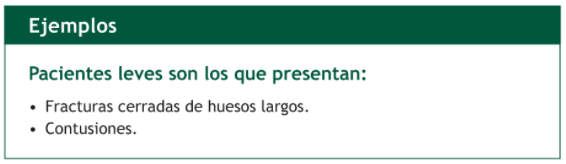 Ejemplos
Pacientes leves son los que presentan:
• Fracturas cerradas de huesos largos.
• Contusiones.